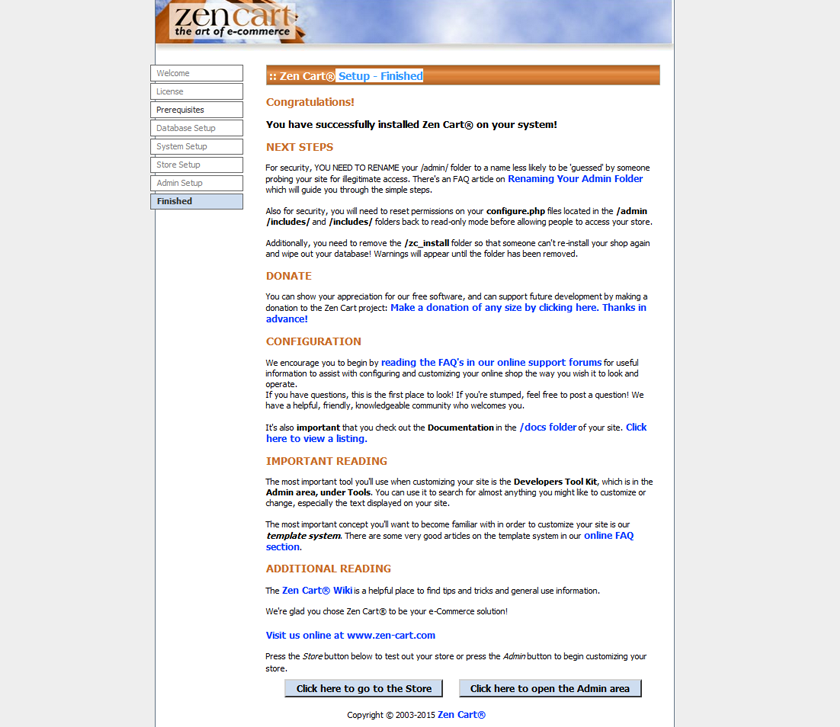 zencart
the art of e-commerce
Welcome
License
Prerequisites
Database Setup
System Setup
Store Setup
Admin Setup
Finished
:: Zen Cart® Setup - Finished
Congratulations!
You have successfully installed Zen Cart® on your system!
NEXT STEPS
For security, YOU NEED TO RENAME your /admin/ folder to a name less likely to be 'guessed' by someone
probing your site for illegitimate access. There's an FAQ article on Renaming Your Admin Folder
which will guide you through the simple steps.
Also for security, you will need to reset permissions on your configure.php files located in the /admin
/includes/ and /includes/ folders back to read-only mode before allowing people to access your store.
Additionally, you need to remove the /zc_install folder so that someone can't re-install your shop again
and wipe out your database! Warnings will appear until the folder has been removed.
DONATE
You can show your appreciation for our free software, and can support future development by making a
donation to the Zen Cart project: Make a donation of any size by clicking here. Thanks in
advance!
CONFIGURATION
We encourage you to begin by reading the FAQ's in our online support forums for useful
information to assist with configuring and customizing your online shop the way you wish it to look and
operate.
If you have questions, this is the first place to look! If you're stumped, feel free to post a question! We
have a helpful, friendly, knowledgeable community who welcomes you.
It's also important that you check out the Documentation in the /docs folder of your site. Click
here to view a listing.
IMPORTANT READING
The most important tool you'll use when customizing your site is the Developers Tool Kit, which is in the
Admin area, under Tools. You can use it to search for almost anything you might like to customize or
change, especially the text displayed on your site.
The most important concept you'll want to become familiar with in order to customize your site is our
template system. There are some very good articles on the template system in our online FAQ
section.
ADDITIONAL READING
The Zen Cart® Wiki is a helpful place to find tips and tricks and general use information.
We're glad you chose Zen Cart® to be your e-Commerce solution!
Visit us online at www.zen-cart.com
Press the Store button below to test out your store or press the Admin button to begin customizing your
store.
Click here to go to the Store
Click here to open the Admin area
Copyright © 2003-2015 Zen Cart®